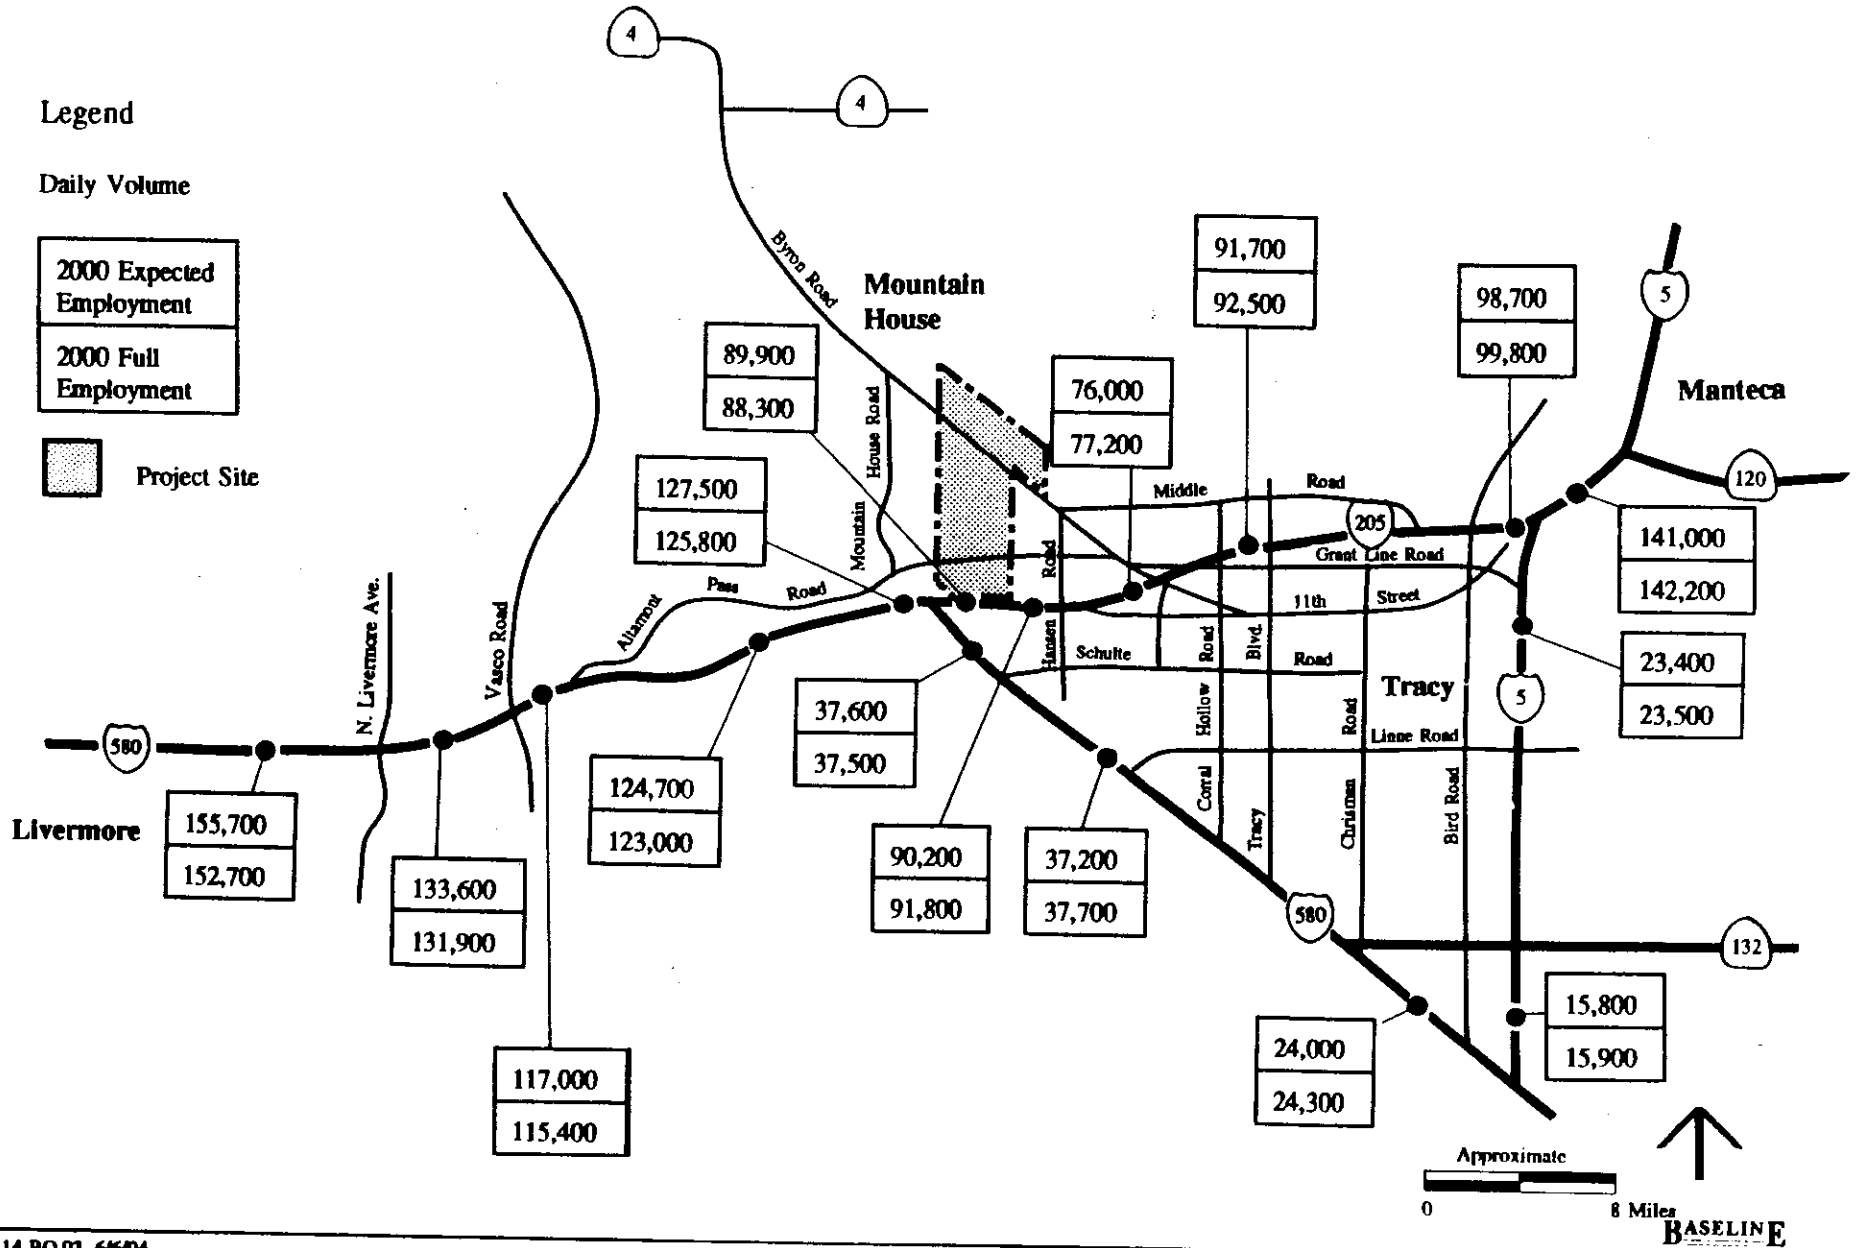 4
4
Legend
Daily Volume
2000 Expected
Employment
2000 Full
Employment
Project Site
Byron Road
Mountain
House
91,700
92,500
98,700
99,800
5
Manteca
89,900
88,300
76,000
77,200
127,500
125,800
House Road
Mountain
Middle
Road
205
120
141,000
142,200
Grant Line Road
Road
Pass
Road
Altamont
11th
Street
N. Livermore Ave.
Vasco Road
Hansen
Schulte
Road
Road
Blvd.
23,400
23,500
Tracy
5
37,600
37,500
Hollow
Road
Linne Road
580
124,700
123,000
Corral
Tracy
Chrisman
Bird Road
Livermore
155,700
152,700
133,600
131,900
90,200
91,800
37,200
37,700
580
132
15,800
15,900
24,000
24,300
117,000
115,400
Approximate
0
8 Miles
BASELINE